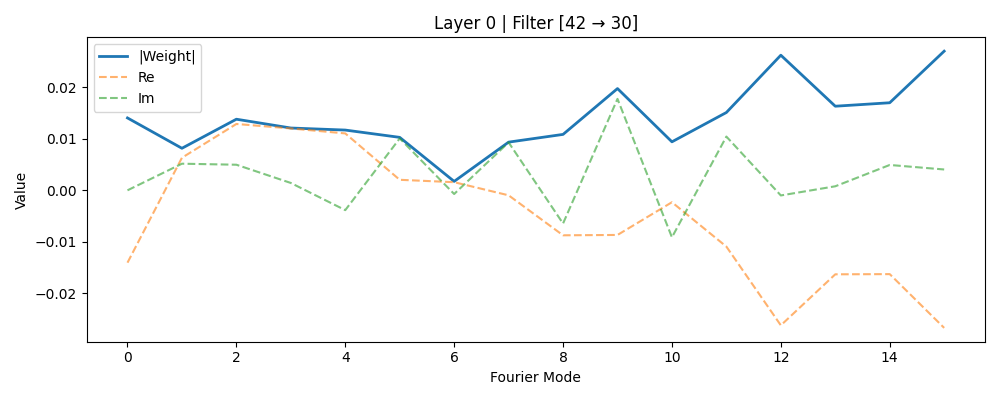 Layer 0 | Filter [42 → 30]
|Weight|
Re
Im
0.02
0.01
0.00
−0.01
−0.02
Value
0 2 4 6 8 10 12 14
Fourier Mode